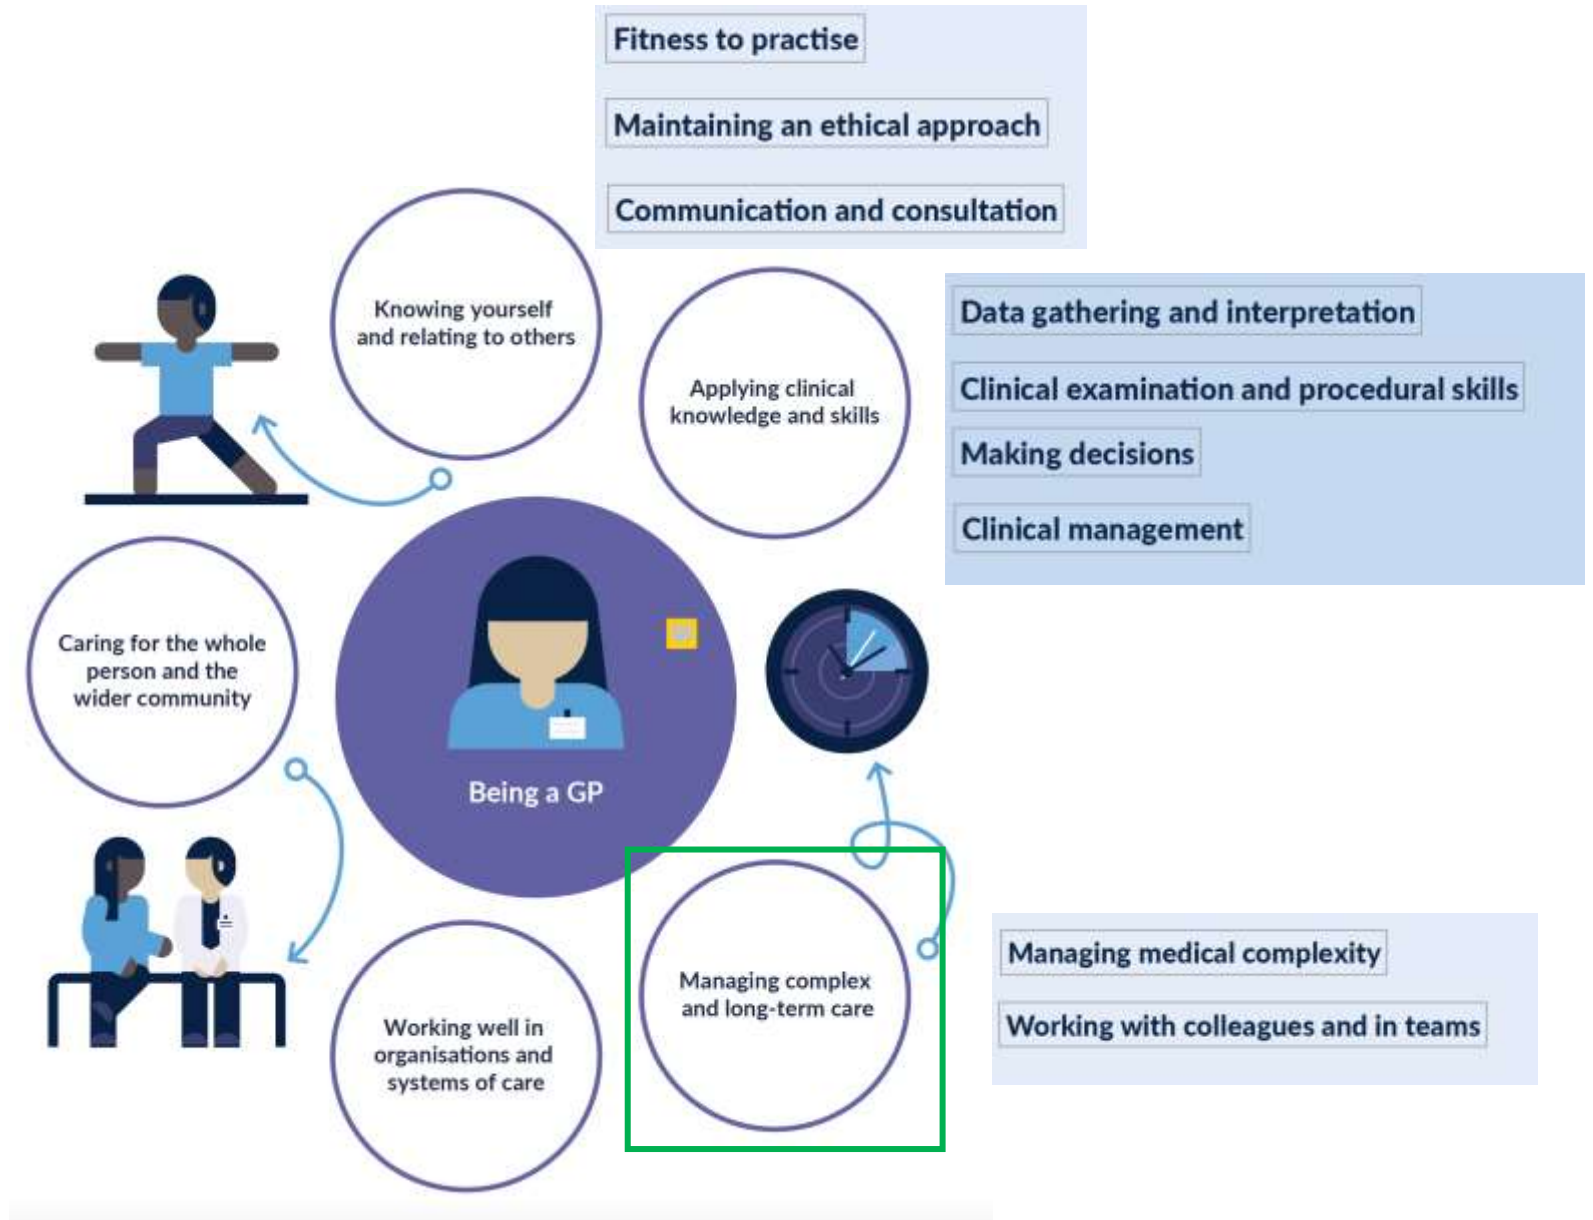 Fitness to practise
Maintaining an ethical approach
Communication and consultation
Knowing yourself
and relating to others
Applying clinical
knowledge and skills
Data gathering and interpretation
Clinical examination and procedural skills
Making decisions
Clinical management
Caring for the whole
person and the
wider community
Being a GP
Managing complex
and long-term care
Managing medical complexity
Working with colleagues and in teams
Working well in
organisations and
systems of care